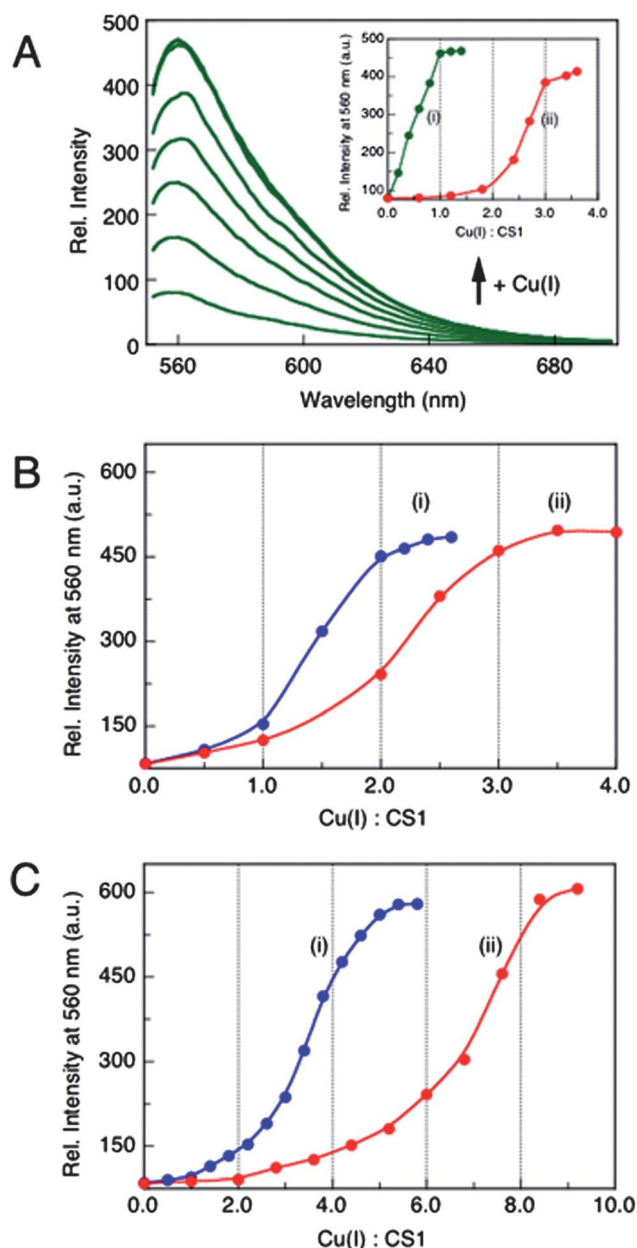 A
500
400
300
200
100
0
Rel. Intensity
560
600
640
680
Wavelength (nm)
500
400
300
200
100
Rel. Intensity at 560 nm (a.u.)
(i)
(ii)
0.0
1.0
2.0
3.0
4.0
Cu(I) : CS1
+ Cu(I)
B
600
450
300
150
Rel. Intensity at 560 nm (a.u.)
(i)
(ii)
0.0
1.0
2.0
3.0
4.0
Cu(I) : CS1
C
600
450
300
150
Rel. Intensity at 560 nm (a.u.)
(i)
(ii)
0.0
2.0
4.0
6.0
8.0
10.0
Cu(I) : CS1